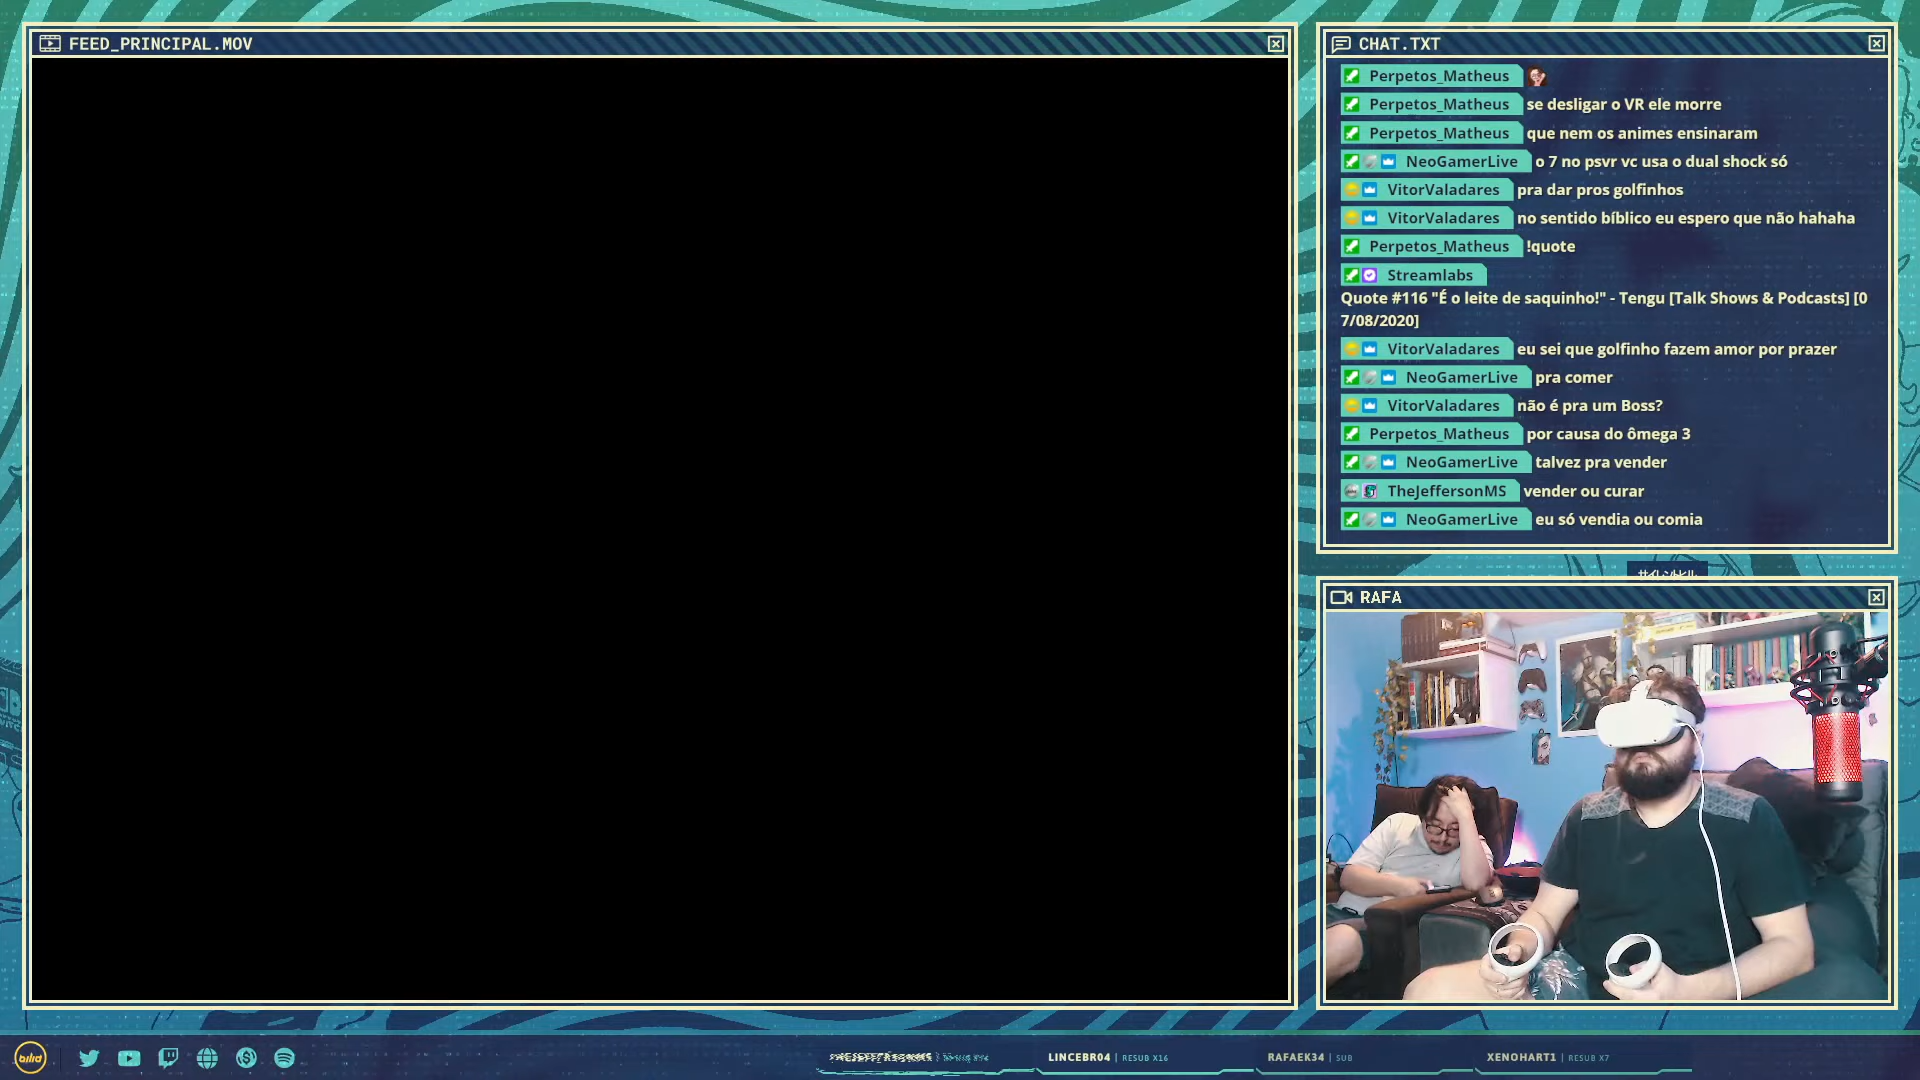 FEED_PRINCIPAL.MOV
CHAT.TXT
Perpetos_Matheus
Perpetos_Matheus se desligar o VR ele morre
Perpetos_Matheus que nem os animes ensinaram
NeoGamerLive o 7 no psvr vc usa o dual shock só
VitorValadares pra dar pros golfinhos
VitorValadares no sentido bíblico eu espero que não hahaha
Perpetos_Matheus !quote
Streamlabs
Quote #116 "É o leite de saquinho!" - Tengu [Talk Shows & Podcasts] [0
7/08/2020]
VitorValadares eu sei que golfinho fazem amor por prazer
NeoGamerLive pra comer
VitorValadares não é pra um Boss?
Perpetos_Matheus por causa do ômega 3
NeoGamerLive talvez pra vender
TheJeffersonMS vender ou curar
NeoGamerLive eu só vendia ou comia
RAFA
bilid
LINCEBR04 | RESUB X16
RAFAEK34 | SUB
XENOHART1 | RESUB X7